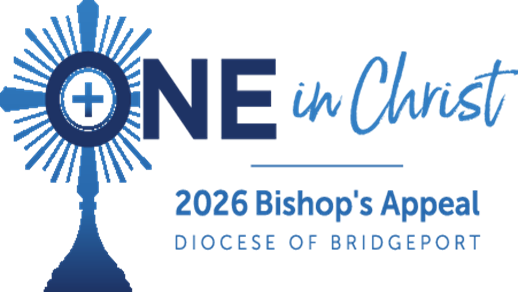 ONE in Christ
2026 Bishop's Appeal
DIOCESE OF BRIDGEPORT